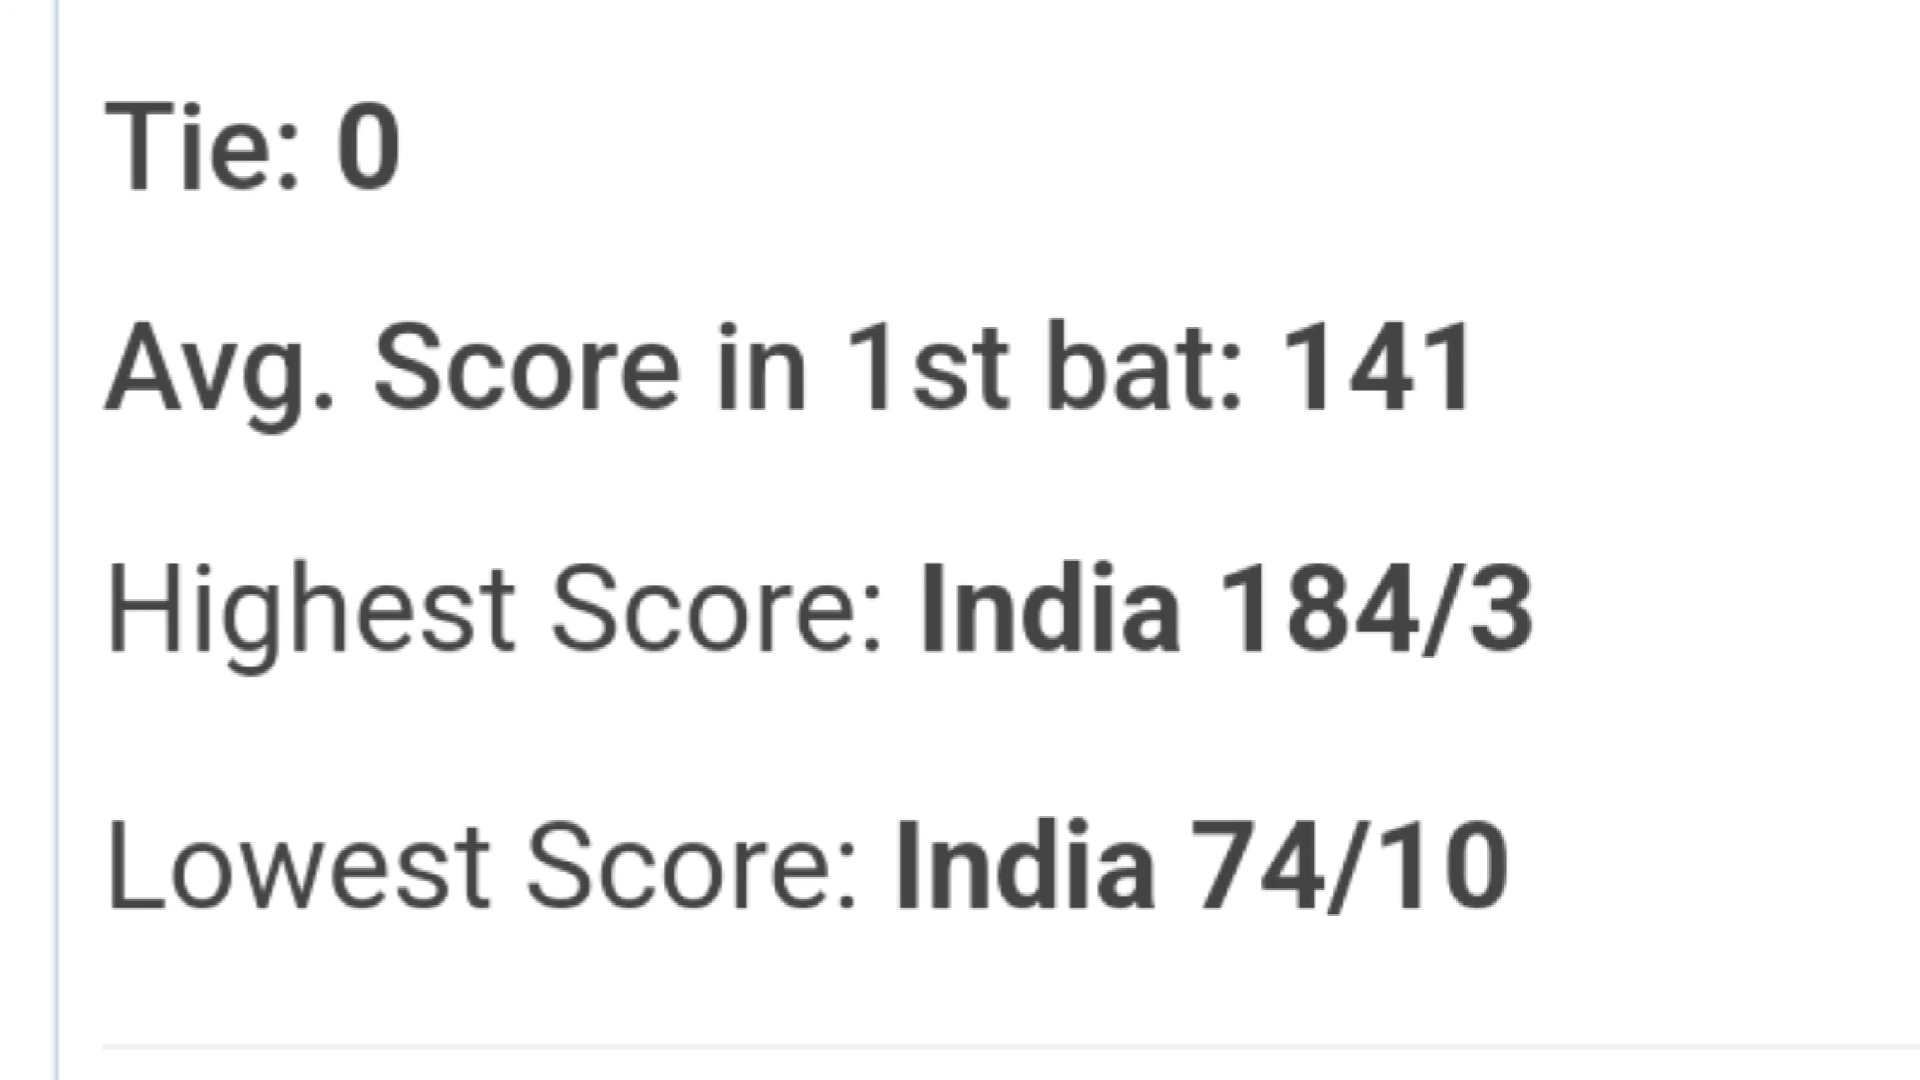 Tie: 0
Avg. Score in 1st bat: 141
Highest Score: India 184/3
Lowest Score: India 74/10